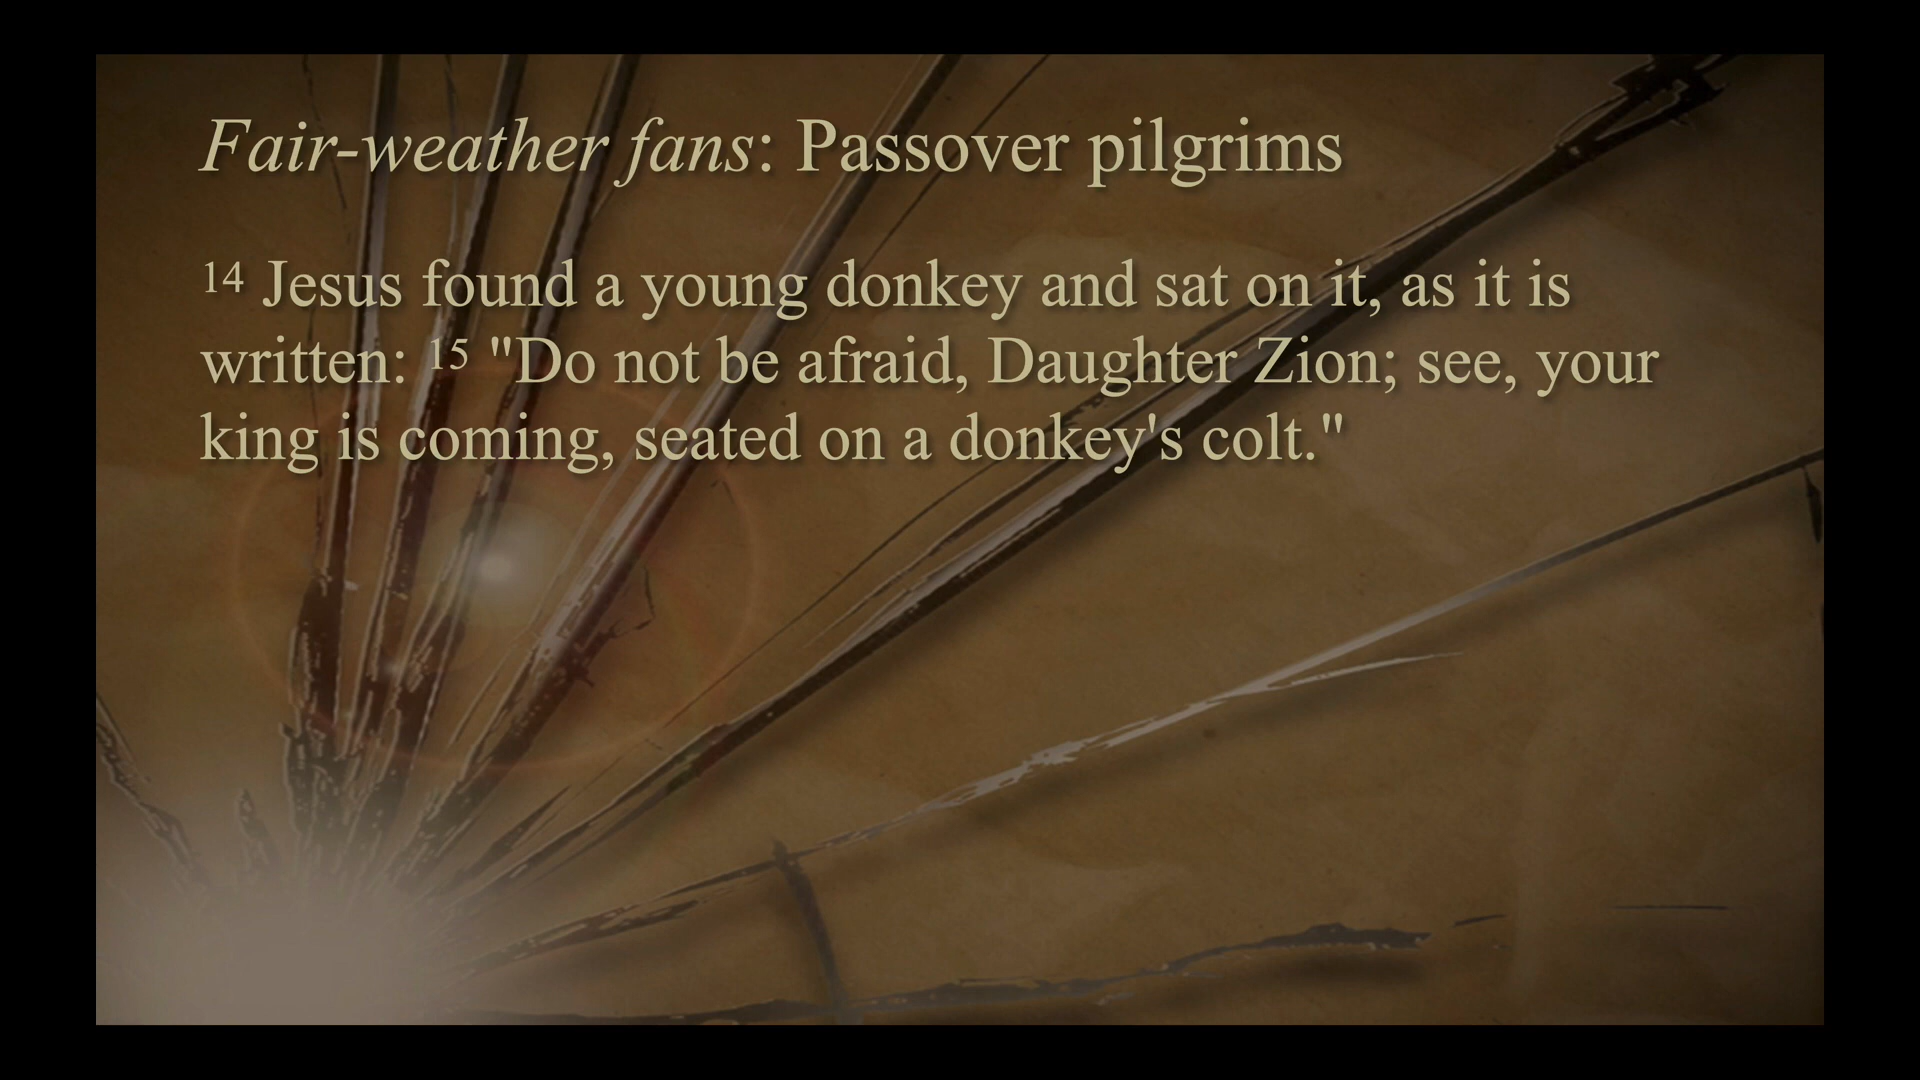 Fair-weather fans: Passover pilgrims
14 Jesus found a young donkey and sat on it, as it is
written: 15 "Do not be afraid, Daughter Zion; see, your
king is coming, seated on a donkey's colt."